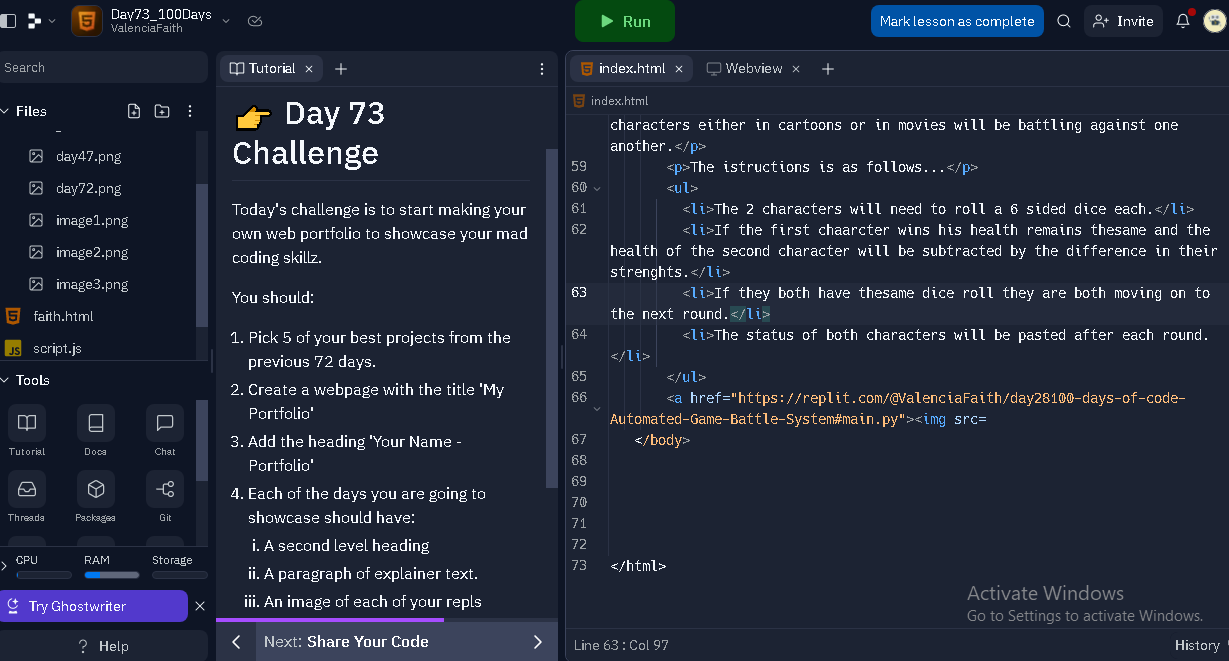 Day73_100Days
ValenciaFaith
Run
Mark lesson as complete
Invite
Search
Files
day47.png
day72.png
image1.png
image2.png
image3.png
faith.html
JS script.js
Tools
Tutorial
Docs
Chat
Threads
Packages
Git
CPU
RAM
Storage
Try Ghostwriter
? Help
Tutorial
Day 73
Challenge
Today's challenge is to start making your
own web portfolio to showcase your mad
coding skillz.
You should:
1. Pick 5 of your best projects from the
previous 72 days.
2. Create a webpage with the title 'My
Portfolio'
3. Add the heading 'Your Name -
Portfolio'
4. Each of the days you are going to
showcase should have:
i. A second level heading
ii. A paragraph of explainer text.
iii. An image of each of your repls
Next: Share Your Code
index.html
Webview
index.html
characters either in cartoons or in movies will be battling against one
another.</p>
59 <p>The istructions is as follows...</p>
60 <ul>
61 <li>The 2 characters will need to roll a 6 sided dice each.</li>
62 <li>If the first chaarcter wins his health remains thesame and the
health of the second character will be subtracted by the difference in their
strenghts.</li>
63 <li>If they both have thesame dice roll they are both moving on to
the next round.</li>
64 <li>The status of both characters will be pasted after each round.
</li>
65 </ul>
66 <a href="https://replit.com/@ValenciaFaith/day28100-days-of-code-
Automated-Game-Battle-System#main.py"><img src=
67 </body>
68
69
70
71
72
73 </html>
Activate Windows
Go to Settings to activate Windows.
Line 63 : Col 97
History